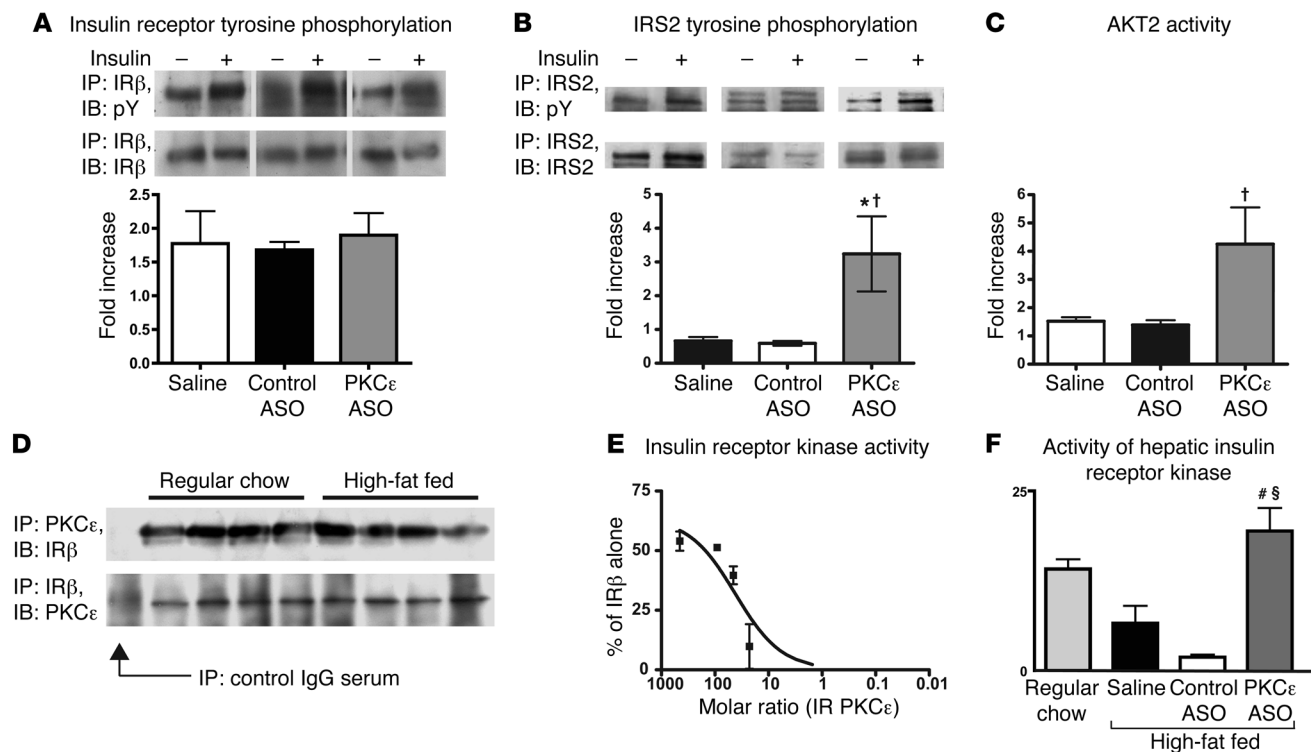 A Insulin receptor tyrosine phosphorylation
Insulin − + − + − +
IP: IRβ,
IB: pY
IP: IRβ,
IB: IRβ
Fold increase
2.5
2.0
1.5
1.0
0.5
0.0
Saline Control PKCε
ASO ASO
B IRS2 tyrosine phosphorylation
Insulin − + − + − +
IP: IRS2,
IB: pY
IP: IRS2,
IB: IRS2
Fold increase
5
4
3
2
1
0
*†
Saline Control PKCε
ASO ASO
C AKT2 activity
Fold increase
6
5
4
3
2
1
0
†
Saline Control PKCε
ASO ASO
D
Regular chow High-fat fed
IP: PKCε,
IB: IRβ
IP: IRβ,
IB: PKCε
IP: control IgG serum
E Insulin receptor kinase activity
% of IRβ alone
75
50
25
0
1000 100 10 1 0.1 0.01
Molar ratio (IR PKCε)
F Activity of hepatic insulin
receptor kinase
25
0
# §
Regular Saline Control PKCε
chow ASO ASO
High-fat fed